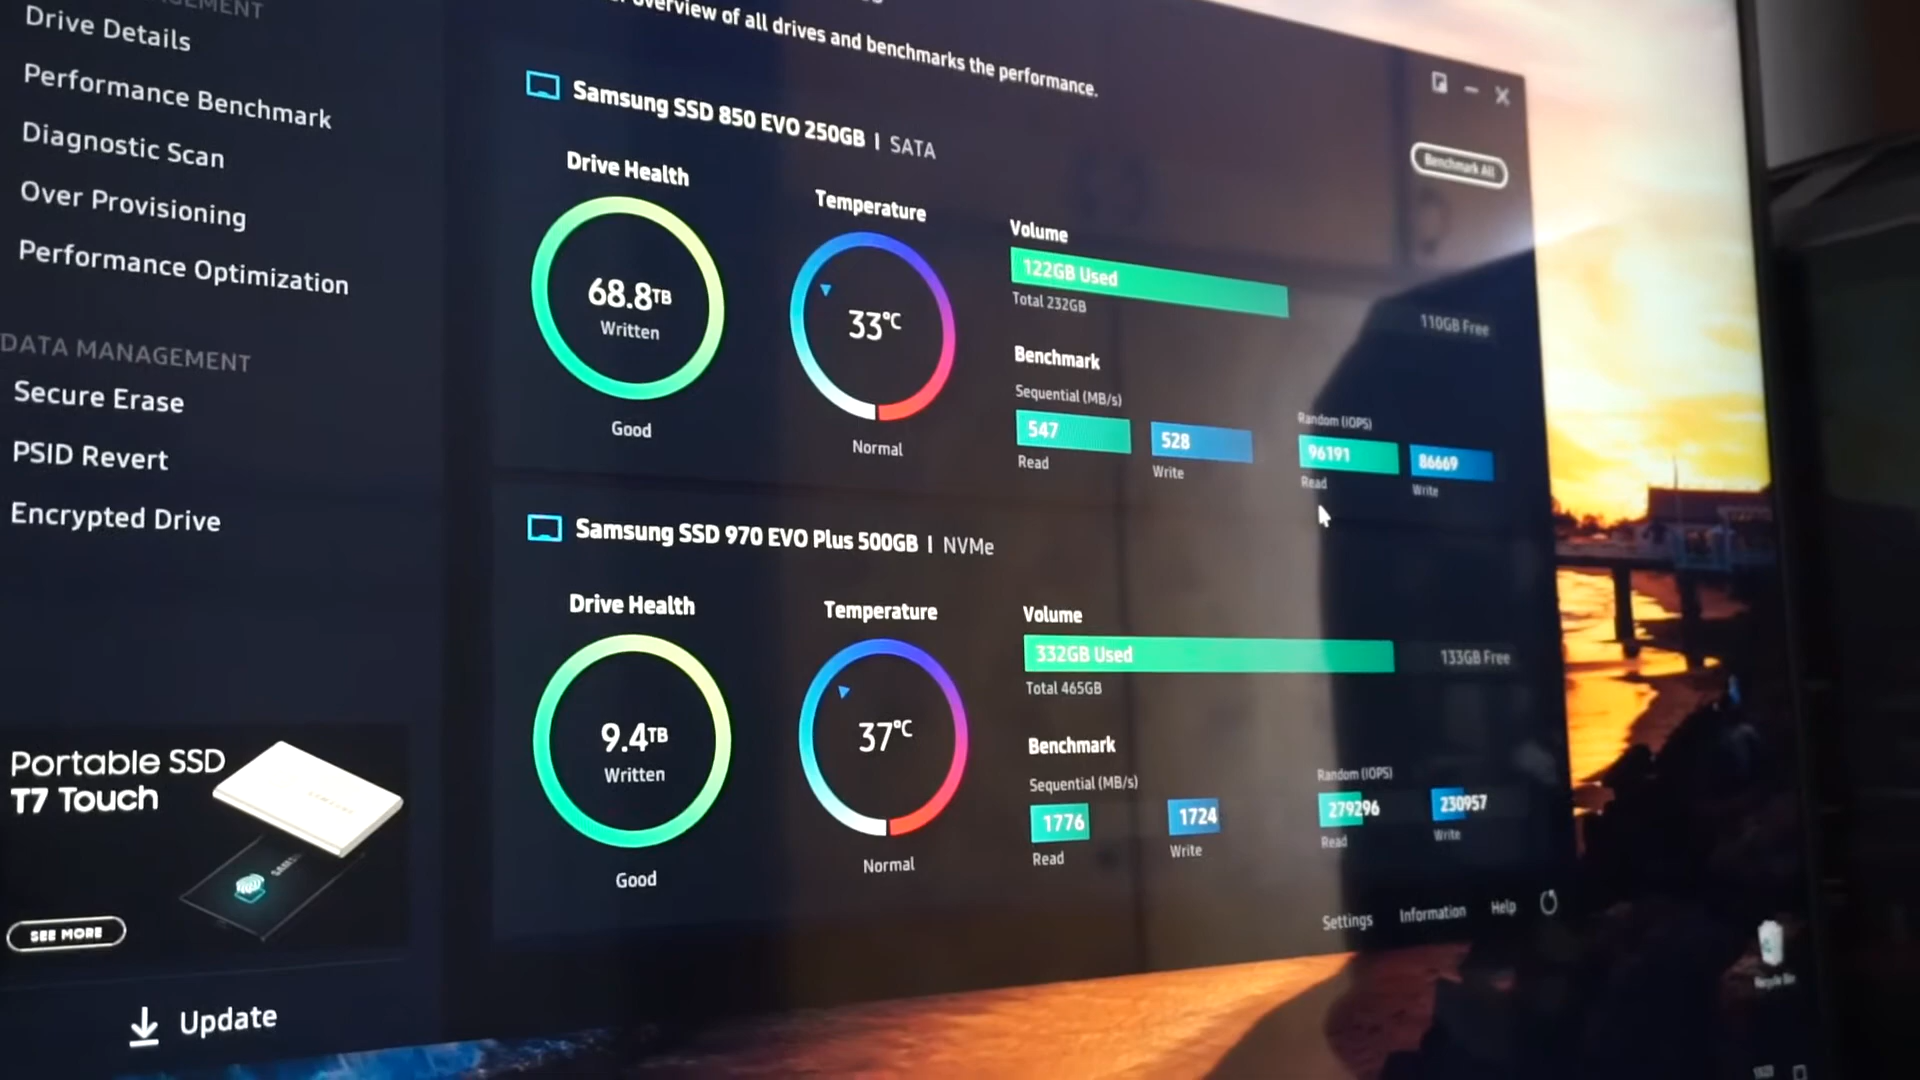 Drive Details
Performance Benchmark
Diagnostic Scan
Over Provisioning
Performance Optimization
DATA MANAGEMENT
Secure Erase
PSID Revert
Encrypted Drive
Portable SSD
T7 Touch
SEE MORE
Update
overview of all drives and benchmarks the performance.
Benchmark All
Samsung SSD 850 EVO 250GB | SATA
Drive Health
68.8TB
Written
Good
Temperature
33°C
Normal
Volume
122GB Used
Total 232GB
110GB Free
Benchmark
Sequential (MB/s)
547
Read
528
Write
Random (IOPS)
96191
Read
86669
Write
Samsung SSD 970 EVO Plus 500GB | NVMe
Drive Health
9.4TB
Written
Good
Temperature
37°C
Normal
Volume
332GB Used
Total 465GB
133GB Free
Benchmark
Sequential (MB/s)
1776
Read
1724
Write
Random (IOPS)
279296
Read
230957
Write
Settings Information Help
Recycle Bin